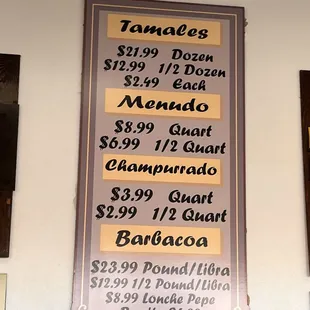 Tamales
$21.99 Dozen
$12.99 1/2 Dozen
$2.49 Each
Menudo
$8.99 Quart
$6.99 1/2 Quart
Champurrado
$3.99 Quart
$2.99 1/2 Quart
Barbacoa
$23.99 Pound/Libra
$12.99 1/2 Pound/Libra
$8.99 Lonche Pepe